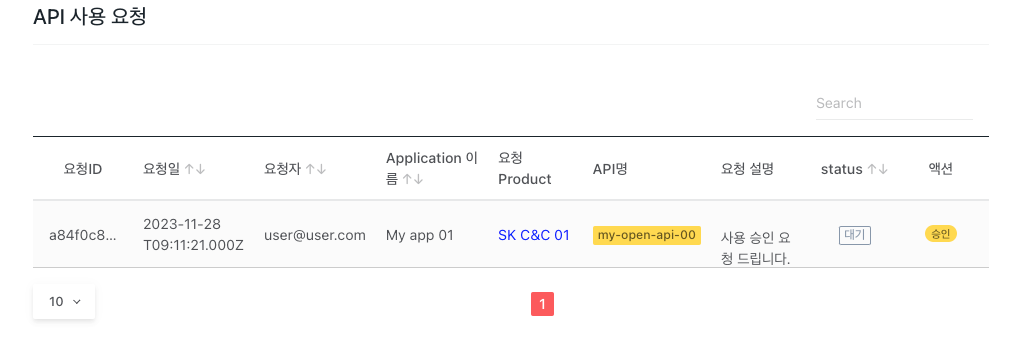 API 사용 요청
Search
요청ID
요청일 ↑↓
요청자 ↑↓
Application 이
름 ↑↓
요청
Product
API명
요청 설명
status ↑↓
액션
a84f0c8...
2023-11-28
T09:11:21.000Z
user@user.com
My app 01
SK C&C 01
my-open-api-00
사용 승인 요
청 드립니다.
대기
승인
10
1